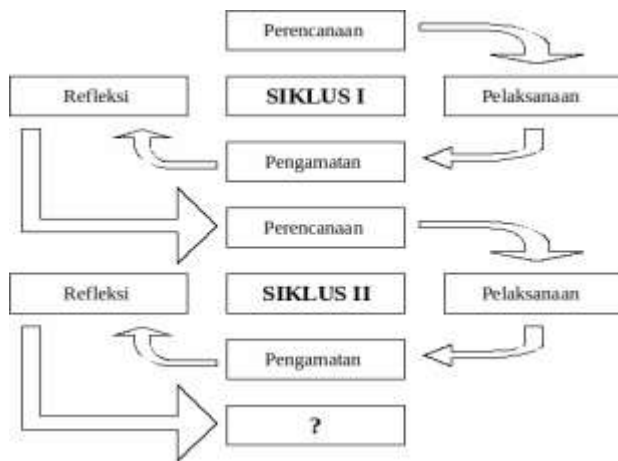 Perencanaan
Refleksi
SIKLUS I
Pelaksanaan
Pengamatan
Perencanaan
Refleksi
SIKLUS II
Pelaksanaan
Pengamatan
?